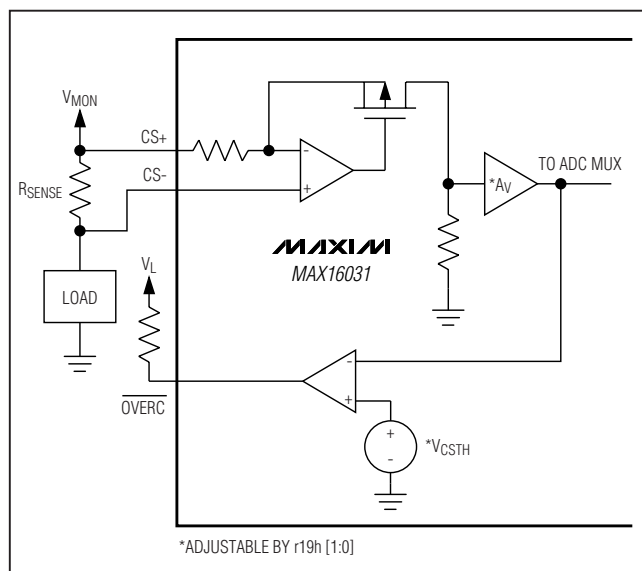 VMON
CS+
CS-
RSENSE
LOAD
-
+
*AV
TO ADC MUX
MAXIM
MAX16031
VL
OVERC
-
+
+
-
*VCSTH
*ADJUSTABLE BY r19h [1:0]